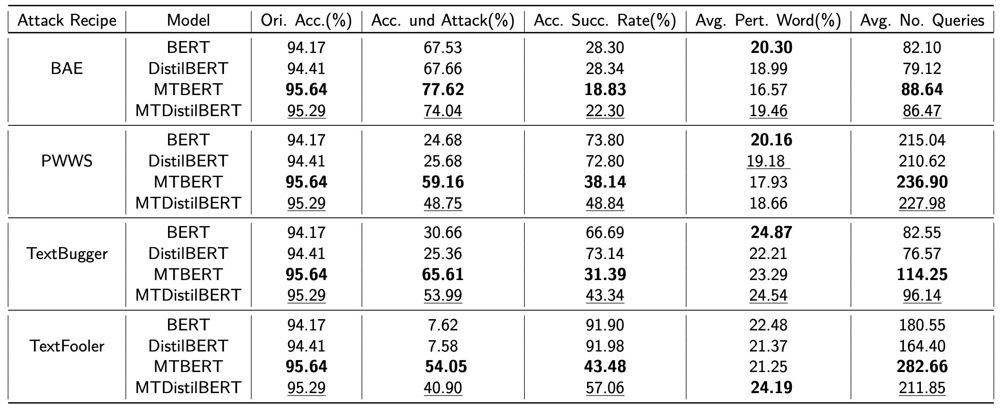 Attack Recipe Model Ori. Acc.(%) Acc. und Attack(%) Acc. Succ. Rate(%) Avg. Pert. Word(%) Avg. No. Queries
BERT 94.17 67.53 28.30 20.30 82.10
BAE DistilBERT 94.41 67.66 28.34 18.99 79.12
MTBERT 95.64 77.62 18.83 16.57 88.64
MTDistilBERT 95.29 74.04 22.30 19.46 86.47
BERT 94.17 24.68 73.80 20.16 215.04
PWWS DistilBERT 94.41 25.68 72.80 19.18 210.62
MTBERT 95.64 59.16 38.14 17.93 236.90
MTDistilBERT 95.29 48.75 48.84 18.66 227.98
BERT 94.17 30.66 66.69 24.87 82.55
TextBugger DistilBERT 94.41 25.36 73.14 22.21 76.57
MTBERT 95.64 65.61 31.39 23.29 114.25
MTDistilBERT 95.29 53.99 43.34 24.54 96.14
BERT 94.17 7.62 91.90 22.48 180.55
TextFooler DistilBERT 94.41 7.58 91.98 21.37 164.40
MTBERT 95.64 54.05 43.48 21.25 282.66
MTDistilBERT 95.29 40.90 57.06 24.19 211.85